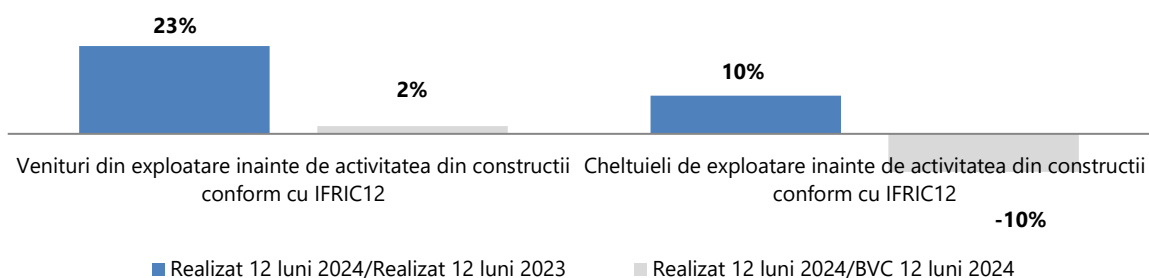 23%
2%
10%
Venituri din exploatare inainte de activitatea din constructii
conform cu IFRIC12
Cheltuieli de exploatare inainte de activitatea din constructii
conform cu IFRIC12
-10%
Realizat 12 luni 2024/Realizat 12 luni 2023
Realizat 12 luni 2024/BVC 12 luni 2024